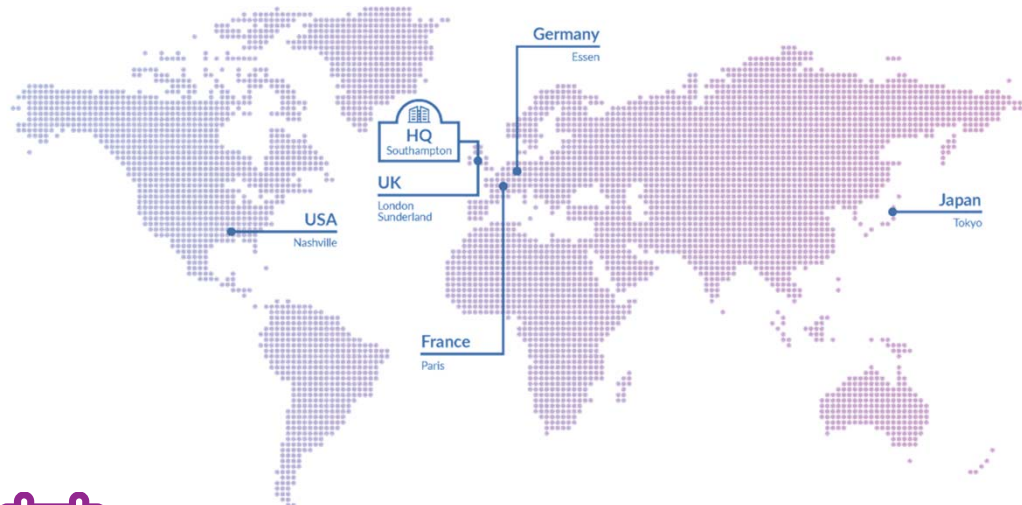 Germany
Essen
HQ
Southampton
UK
London
Sunderland
USA
Nashville
Japan
Tokyo
France
Paris